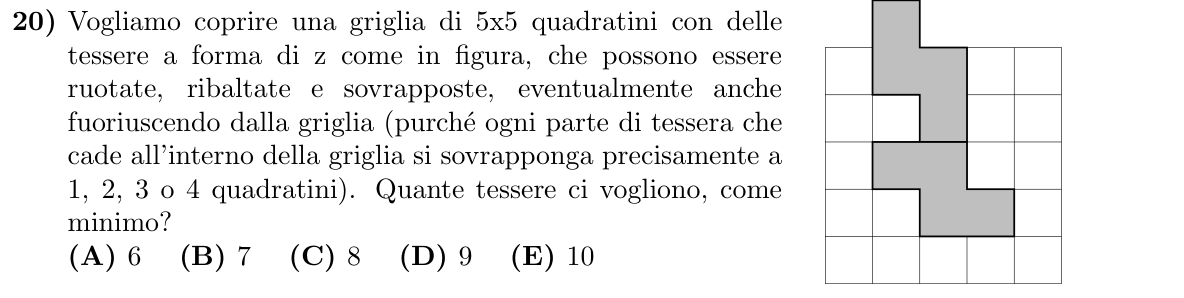 20) Vogliamo coprire una griglia di 5x5 quadratini con delle
tessere a forma di z come in figura, che possono essere
ruotate, ribaltate e sovrapposte, eventualmente anche
fuoriuscendo dalla griglia (purché ogni parte di tessera che
cade all'interno della griglia si sovrapponga precisamente a
1, 2, 3 o 4 quadratini). Quante tessere ci vogliono, come
minimo?
(A) 6 (B) 7 (C) 8 (D) 9 (E) 10